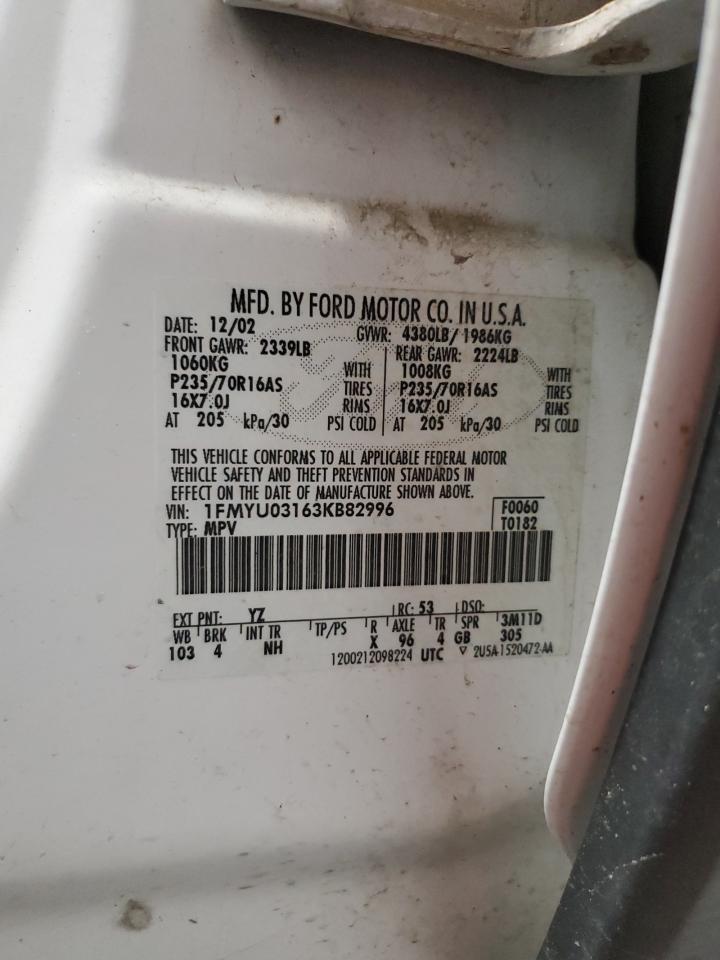 MFD. BY FORD MOTOR CO. IN U.S.A.
DATE: 12/02 GVWR: 4380LB/ 1986KG
FRONT GAWR: 2339LB REAR GAWR: 2224LB
1060KG WITH 1008KG WITH
P235/70R16AS TIRES P235/70R16AS TIRES
16X7.0J RIMS 16X7.0J RIMS
AT 205 kPa/30 PSI COLD AT 205 kPa/30 PSI COLD
THIS VEHICLE CONFORMS TO ALL APPLICABLE FEDERAL MOTOR
VEHICLE SAFETY AND THEFT PREVENTION STANDARDS IN
EFFECT ON THE DATE OF MANUFACTURE SHOWN ABOVE.
VIN: 1FMYU03163KB82996 F0060
TYPE: MPV T0182
EXT PNT: YZ RC: 53 DSO:
WB BRK INT TR TP/PS R AXLE TR SPR 3M11D
103 4 NH X 96 4 GB 305
1200212098224 UTC ▽ 2U5A-1520472-AA